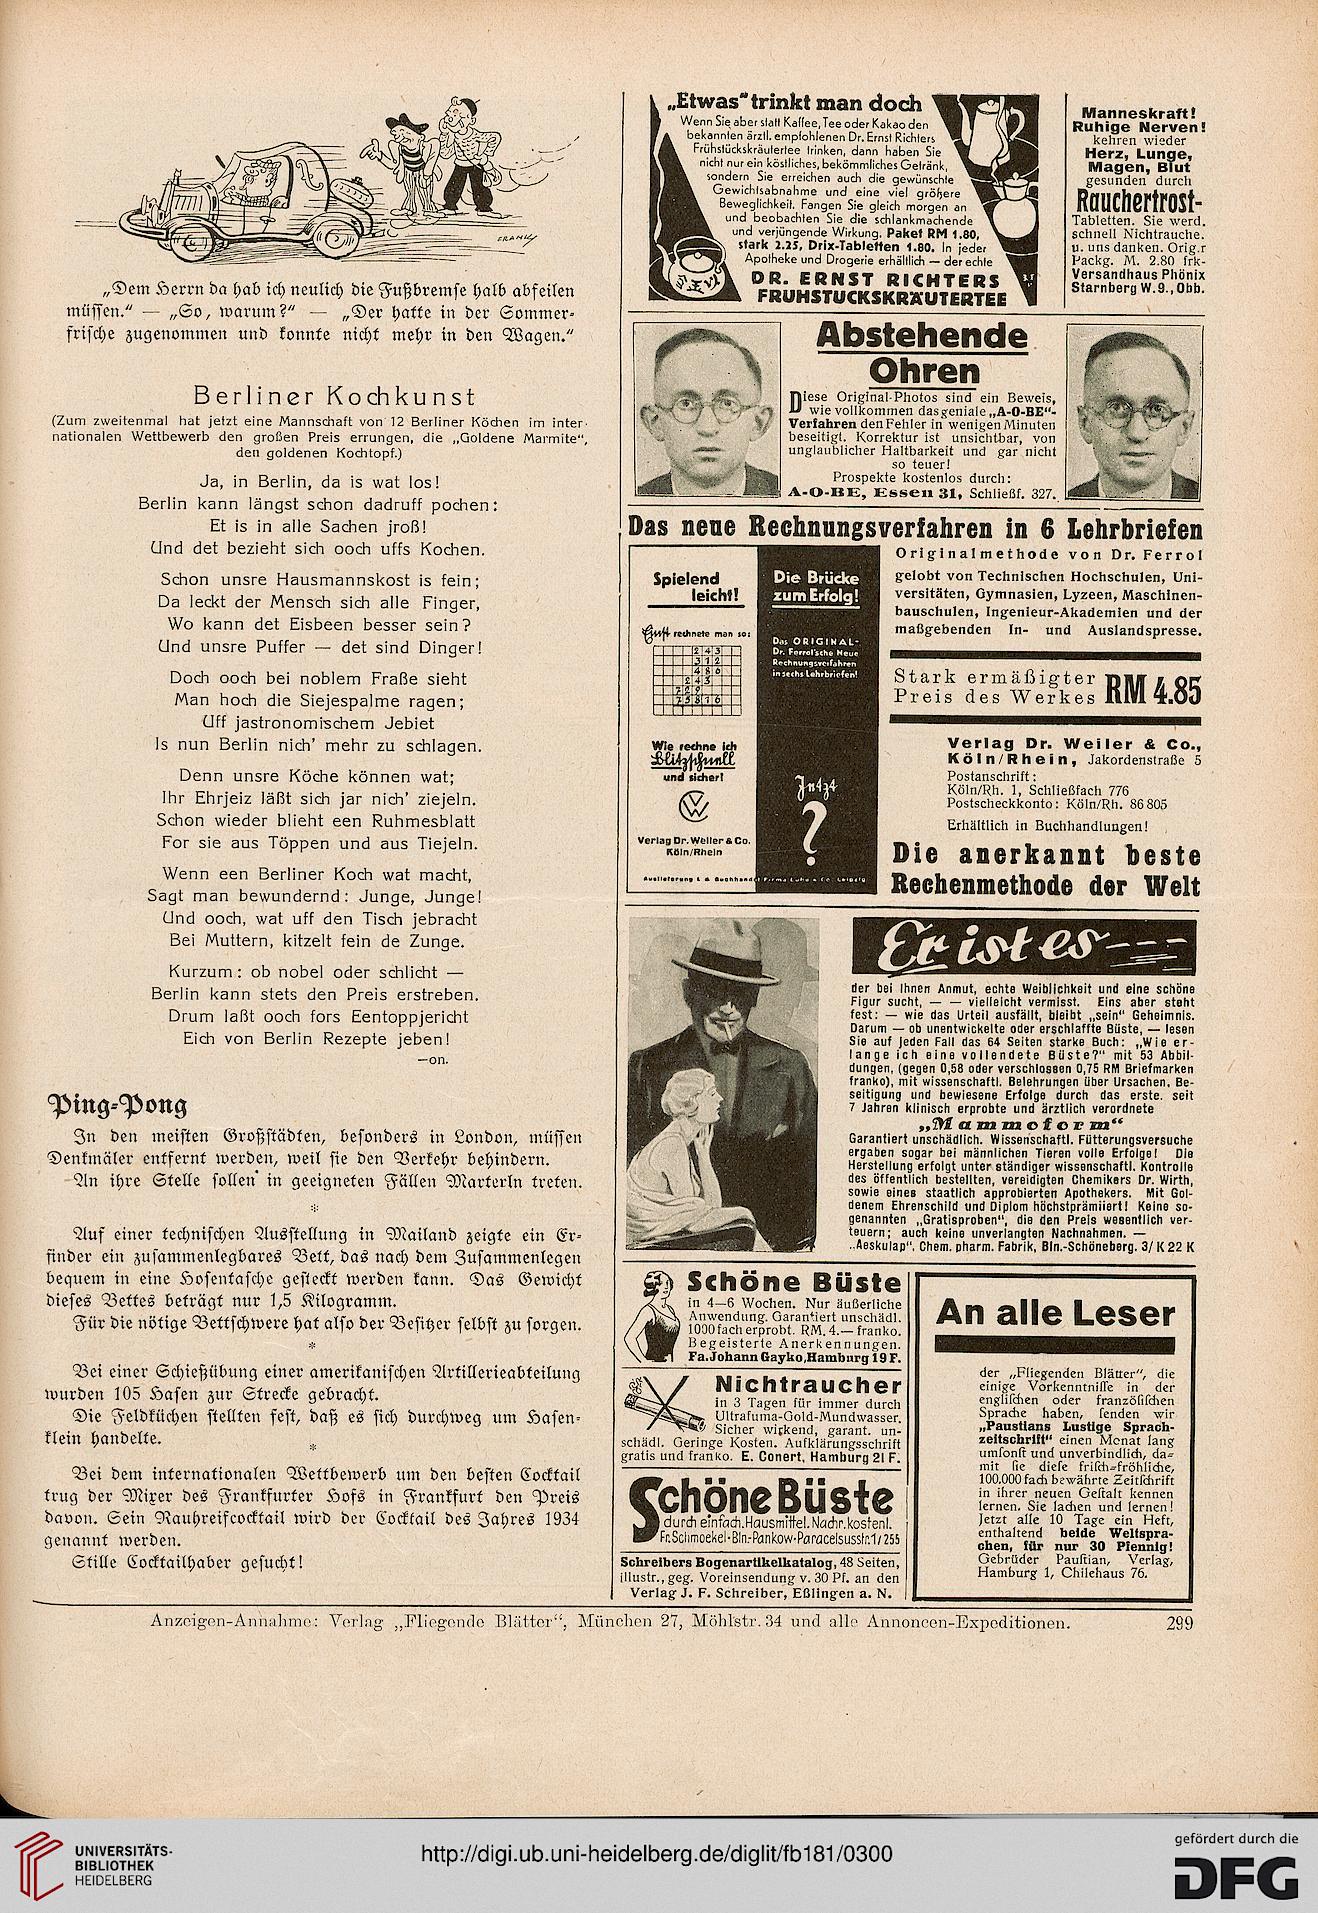 „Dem Herrn da hab ich neulich die Fußbremse halb abfeilen
müssen.“ — „So, warum?“ — „Der hatte in der Sommer-
frische zugenommen und konnte nicht mehr in den Wagen.“
Berliner Kochkunst
(Zum zweitenmal hat jetzt eine Mannschaft von 12 Berliner Köchen im inter-
nationalen Wettbewerb den großen Preis errungen, die „Goldene Marmite“,
den goldenen Kochtopf.)
Ja, in Berlin, da is wat los!
Berlin kann längst schon dadruff pochen:
Et is in alle Sachen jroß!
Und det bezieht sich ooch uffs Kochen.
Schon unsre Hausmannskost is fein;
Da leckt der Mensch sich alle Finger,
Wo kann det Eisbeen besser sein?
Und unsre Puffer — det sind Dinger!
Doch ooch bei noblem Fraße sieht
Man hoch die Siejespalme ragen;
Uff jastronomischem Jebiet
Is nun Berlin nich’ mehr zu schlagen.
Denn unsre Köche können wat;
Ihr Ehrjeiz läßt sich jar nich’ ziejeln.
Schon wieder blieht een Ruhmesblatt
For sie aus Töppen und aus Tiejeln.
Wenn een Berliner Koch wat macht,
Sagt man bewundernd: Junge, Junge!
Und ooch, wat uff den Tisch jebracht
Bei Muttern, kitzelt fein de Zunge.
Kurzum: ob nobel oder schlicht —
Berlin kann stets den Preis erstreben.
Drum laßt ooch fors Eentoppjericht
Eich von Berlin Rezepte jeben!
—on.
Ping-Pong
In den meisten Großstädten, besonders in London, müssen
Denkmäler entfernt werden, weil sie den Verkehr behindern.
An ihre Stelle sollen in geeigneten Fällen Marterln treten.
*
Auf einer technischen Ausstellung in Mailand zeigte ein Er-
finder ein zusammenlegbares Bett, das nach dem Zusammenlegen
bequem in eine Hosentasche gesteckt werden kann. Das Gewicht
dieses Bettes beträgt nur 1,5 Kilogramm.
Für die nötige Bettschwere hat also der Besitzer selbst zu sorgen.
*
Bei einer Schießübung einer amerikanischen Artillerieabteilung
wurden 105 Hasen zur Strecke gebracht.
Die Feldküchen stellten fest, daß es sich durchweg um Hasen-
klein handelte.
*
Bei dem internationalen Wettbewerb um den besten Cocktail
trug der Mixer des Frankfurter Hofs in Frankfurt den Preis
davon. Sein Rauhreifcocktail wird der Cocktail des Jahres 1934
genannt werden.
Stille Cocktailhaber gesucht!
„Etwas“ trinkt man doch
Wenn Sie aber statt Kaffee, Tee oder Kakao den
bekannten ärztl. empfohlenen Dr. Ernst Richters
Frühstückskräutertee trinken, dann haben Sie
nicht nur ein köstliches, bekömmliches Getränk,
sondern Sie erreichen auch die gewünschte
Gewichtsabnahme und eine viel größere
Beweglichkeit. Fangen Sie gleich morgen an
und beobachten Sie die schlankmachende
und verjüngende Wirkung. Paket RM 1.80,
stark 2.25, Drix-Tabletten 1.80. In jeder
Apotheke und Drogerie erhältlich — der echte
DR. ERNST RICHTERS
FRÜHSTÜCKSKRÄUTERTEE
Manneskraft!
Ruhige Nerven!
kehren wieder
Herz, Lunge,
Magen, Blut
gesunden durch
Rauchertrost-
Tabletten. Sie werd.
schnell Nichtrauche.
u. uns danken. Orig.r
Packg. M. 2.80 frk-
Versandhaus Phönix
Starnberg W. 9., Obb.
Abstehende
Ohren
Diese Original-Photos sind ein Beweis,
wie vollkommen das geniale „A-O-BE“-
Verfahren den Fehler in wenigen Minuten
beseitigt. Korrektur ist unsichtbar, von
unglaublicher Haltbarkeit und gar nicht
so teuer!
Prospekte kostenlos durch:
A-O-BE, Essen 31, Schließf. 327.
Das neue Rechnungsverfahren in 6 Lehrbriefen
Spielend
leicht!
Ernst rechnete man so:
243
312
486
243
729
75816
Wie rechne ich
Blitzschnell
und sicher!
Verlag Dr. Weiler & Co.
Köln/Rhein
Die Brücke
zum Erfolg!
Das ORIGINAL-
Dr. Ferrol'sche Neue
Rechnungsverfahren
in sechs Lehrbriefen!
Jetzt
?
Originalmethode von Dr. Ferrol
gelobt von Technischen Hochschulen, Uni-
versitäten, Gymnasien, Lyzeen, Maschinen-
bauschulen, Ingenieur-Akademien und der
maßgebenden In- und Auslandspresse.
Stark ermäßigter
Preis des Werkes RM 4.85
Verlag Dr. Weiler & Co.,
Köln/Rhein, Jakordenstraße 5
Postanschrift:
Köln/Rh. 1, Schließfach 776
Postscheckkonto: Köln/Rh. 86 805
Erhältlich in Buchhandlungen!
Die anerkannt beste
Rechenmethode der Welt
Er ist es---
der bei Ihnen Anmut, echte Weiblichkeit und eine schöne
Figur sucht, — — vielleicht vermisst. Eins aber steht
fest: — wie das Urteil ausfällt, bleibt „sein“ Geheimnis.
Darum — ob unentwickelte oder erschlaffte Büste, — lesen
Sie auf jeden Fall das 64 Seiten starke Buch: „Wie er-
lange ich eine vollendete Büste?“ mit 53 Abbil-
dungen, (gegen 0,58 oder verschlossen 0,75 RM Briefmarken
franko), mit wissenschaftl. Belehrungen über Ursachen, Be-
seitigung und bewiesene Erfolge durch das erste, seit
7 Jahren klinisch erprobte und ärztlich verordnete
„Mammoform“
Garantiert unschädlich. Wissenschaftl. Fütterungsversuche
ergaben sogar bei männlichen Tieren volle Erfolge! Die
Herstellung erfolgt unter ständiger wissenschaftl. Kontrolle
des öffentlich bestellten, vereidigten Chemikers Dr. Wirth,
sowie eines staatlich approbierten Apothekers. Mit Gol-
denem Ehrenschild und Diplom höchstprämiiert! Keine so-
genannten „Gratisproben“, die den Preis wesentlich ver-
teuern; auch keine unverlangten Nachnahmen. —
„Aeskulap“, Chem. pharm. Fabrik, Bln.-Schöneberg. 3/ K 22 K
Schöne Büste
in 4—6 Wochen. Nur äußerliche
Anwendung. Garantiert unschädl.
1000 fach erprobt. RM. 4.— franko.
Begeisterte Anerkennungen.
Fa. Johann Gayko, Hamburg 19 F.
Nichtraucher
in 3 Tagen für immer durch
Ultrafuma-Gold-Mundwasser.
Sicher wirkend, garant. un-
schädl. Geringe Kosten. Aufklärungsschrift
gratis und franko. E. Conert, Hamburg 21 F.
Schöne Büste
durch einfach. Hausmittel. Nachr. kostenl.
Fr. Schmoekel·Bln.-Pankow·Paracelsusstr. 1/255
Schreibers Bogenartikelkatalog, 48 Seiten,
illustr., geg. Voreinsendung v. 30 Pf. an den
Verlag J. F. Schreiber, Eßlingen a. N.
An alle Leser
der „Fliegenden Blätter“, die
einige Vorkenntnisse in der
englischen oder französischen
Sprache haben, senden wir
„Paustians Lustige Sprach-
zeitschrift“ einen Monat lang
umsonst und unverbindlich, da-
mit sie diese frisch-fröhliche,
100.000 fach bewährte Zeitschrift
in ihrer neuen Gestalt kennen
lernen. Sie lachen und lernen!
Jetzt alle 10 Tage ein Heft,
enthaltend beide Weltspra-
chen, für nur 30 Pfennig!
Gebrüder Paustian, Verlag,
Hamburg 1, Chilehaus 76.
Anzeigen-Annahme: Verlag „Fliegende Blätter“, München 27, Möhlstr. 34 und alle Annoncen-Expeditionen.
299
UNIVERSITÄTS-
BIBLIOTHEK
HEIDELBERG
http://digi.ub.uni-heidelberg.de/diglit/fb181/0300
gefördert durch die
DFG